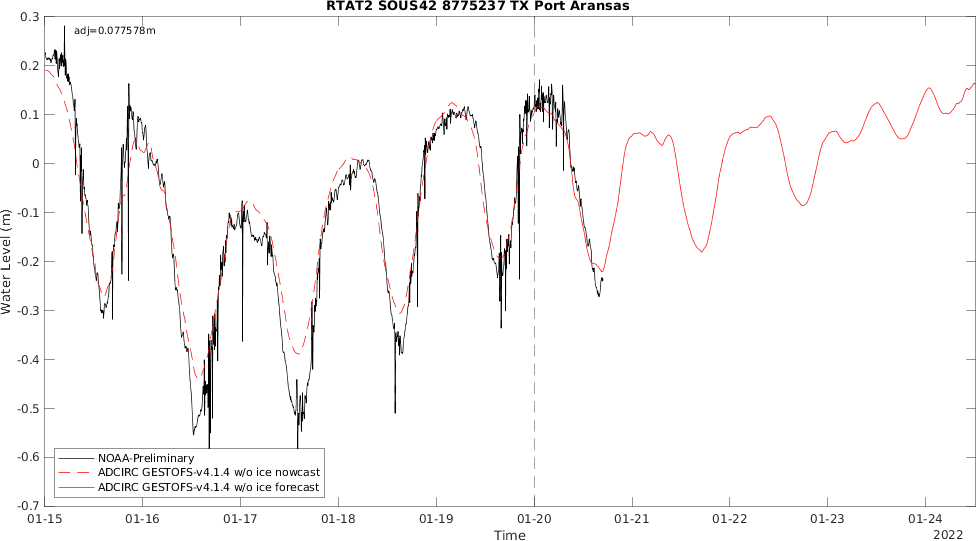 RTAT2 SOUS42 8775237 TX Port Aransas
adj=0.077578m
0.3
0.2
0.1
0
-0.1
-0.2
-0.3
-0.4
-0.5
-0.6
-0.7
Water Level (m)
NOAA-Preliminary
ADCIRC GESTOFS-v4.1.4 w/o ice nowcast
ADCIRC GESTOFS-v4.1.4 w/o ice forecast
01-15 01-16 01-17 01-18 01-19 01-20 01-21 01-22 01-23 01-24
Time
2022